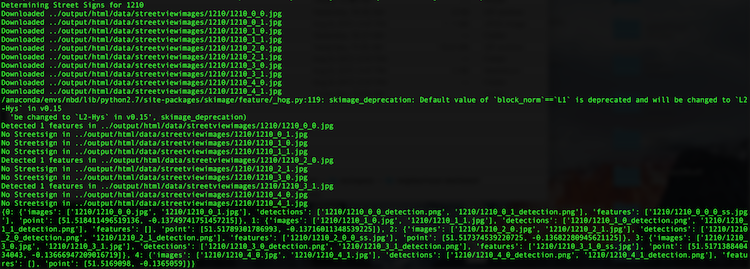 Determining Street Signs for 1210
Downloaded ../output/html/data/streetviewimages/1210/1210_0_0.jpg
Downloaded ../output/html/data/streetviewimages/1210/1210_0_1.jpg
Downloaded ../output/html/data/streetviewimages/1210/1210_1_0.jpg
Downloaded ../output/html/data/streetviewimages/1210/1210_1_1.jpg
Downloaded ../output/html/data/streetviewimages/1210/1210_2_0.jpg
Downloaded ../output/html/data/streetviewimages/1210/1210_2_1.jpg
Downloaded ../output/html/data/streetviewimages/1210/1210_3_0.jpg
Downloaded ../output/html/data/streetviewimages/1210/1210_3_1.jpg
Downloaded ../output/html/data/streetviewimages/1210/1210_4_0.jpg
Downloaded ../output/html/data/streetviewimages/1210/1210_4_1.jpg
/anaconda/envs/nbd/lib/python2.7/site-packages/skimage/feature/_hog.py:119: skimage_deprecation: Default value of `block_norm`==`L1` is deprecated and will be changed to `L2
-Hys` in v0.15
  'be changed to `L2-Hys` in v0.15', skimage_deprecation)
Detected 1 features in ../output/html/data/streetviewimages/1210/1210_0_0.jpg
No Streetsign in ../output/html/data/streetviewimages/1210/1210_0_1.jpg
No Streetsign in ../output/html/data/streetviewimages/1210/1210_1_0.jpg
No Streetsign in ../output/html/data/streetviewimages/1210/1210_1_1.jpg
Detected 1 features in ../output/html/data/streetviewimages/1210/1210_2_0.jpg
No Streetsign in ../output/html/data/streetviewimages/1210/1210_2_1.jpg
No Streetsign in ../output/html/data/streetviewimages/1210/1210_3_0.jpg
Detected 1 features in ../output/html/data/streetviewimages/1210/1210_3_1.jpg
No Streetsign in ../output/html/data/streetviewimages/1210/1210_4_0.jpg
No Streetsign in ../output/html/data/streetviewimages/1210/1210_4_1.jpg
{0: {'images': ['1210/1210_0_0.jpg', '1210/1210_0_1.jpg'], 'detections': ['1210/1210_0_0_detection.png', '1210/1210_0_1_detection.png'], 'features': ['1210/1210_0_0_0_ss.jpg
'], 'point': [51.518411496519136, -0.13749741751457215]}, 1: {'images': ['1210/1210_1_0.jpg', '1210/1210_1_1.jpg'], 'detections': ['1210/1210_1_0_detection.png', '1210/1210_
1_1_detection.png'], 'features': [], 'point': [51.51789301786993, -0.1371601134853922​5]}, 2: {'images': ['1210/1210_2_0.jpg', '1210/1210_2_1.jpg'], 'detections': ['1210/1210_
2_0_detection.png', '1210/1210_2_1_detection.png'], 'features': ['1210/1210_2_0_0_ss.jpg'], 'point': [51.517374539220725, -0.13682280945621125]}, 3: {'images': ['1210/1210_
3_0.jpg', '1210/1210_3_1.jpg'], 'detections': ['1210/1210_3_0_detection.png', '1210/1210_3_1_detection.png'], 'features': ['1210/1210_3_1_0_ss.jpg'], 'point': [51.5171384484
34043, -0.13666947209016719]}, 4: {'images': ['1210/1210_4_0.jpg', '1210/1210_4_1.jpg'], 'detections': ['1210/1210_4_0_detection.png', '1210/1210_4_1_detection.png'], 'featu
res': [], 'point': [51.5169098, -0.1365059]}}